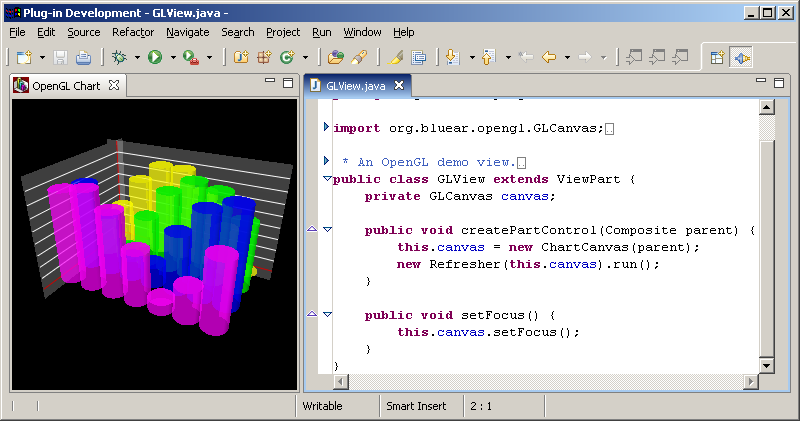 Plug-in Development - GLView.java -
File Edit Source Refactor Navigate Search Project Run Window Help
OpenGL Chart
GLView.java
import org.bluear.opengl.GLCanvas;
* An OpenGL demo view.
public class GLView extends ViewPart {
private GLCanvas canvas;
public void createPartControl(Composite parent) {
this.canvas = new ChartCanvas(parent);
new Refresher(this.canvas).run();
}
public void setFocus() {
this.canvas.setFocus();
}
}
Writable Smart Insert 2 : 1